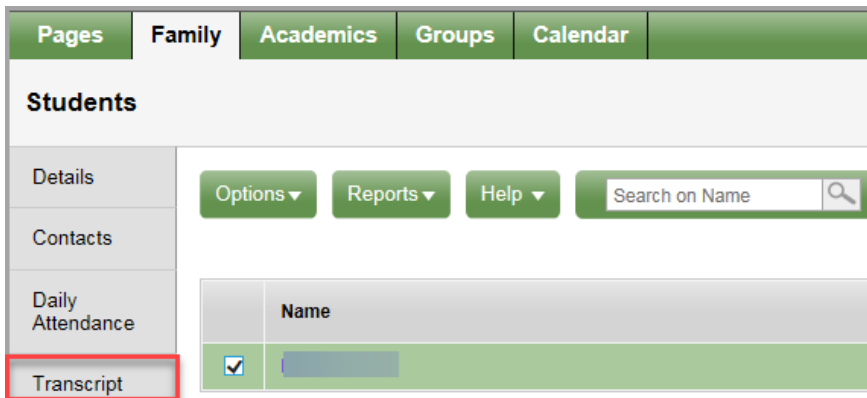 Pages Family Academics Groups Calendar
Students
Details
Options Reports Help Search on Name
Contacts
Daily
Attendance
Name
Transcript